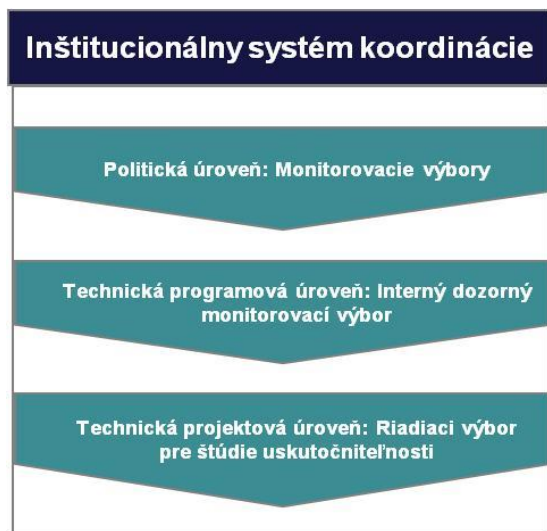 Inštitucionálny systém koordinácie
Politická úroveň: Monitorovacie výbory
Technická programová úroveň: Interný dozorný
monitorovací výbor
Technická projektová úroveň: Riadiaci výbor
pre štúdie uskutočniteľnosti